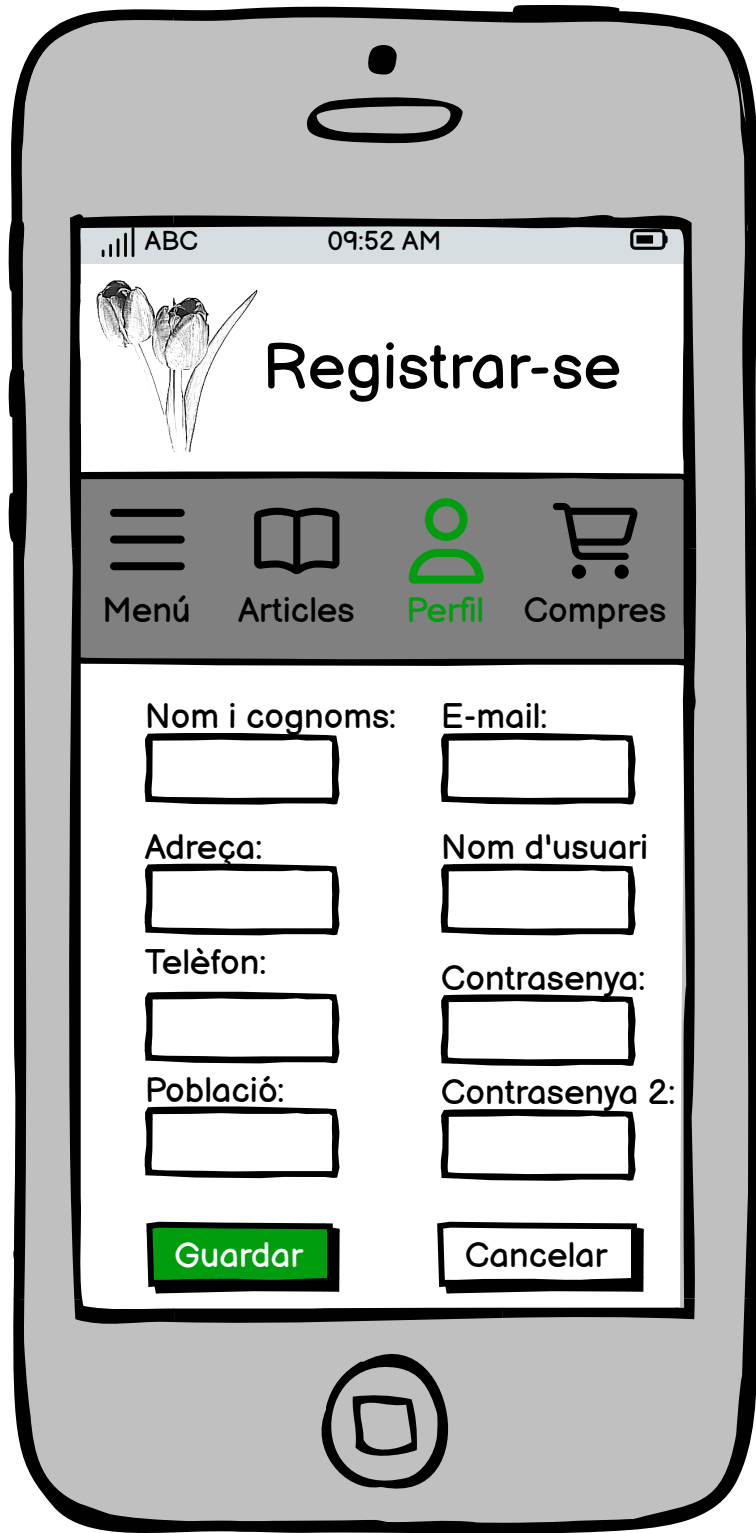 ABC 09:52 AM
Registrar-se
Menú Articles Perfil Compres
Nom i cognoms: E-mail:
Adreça: Nom d'usuari
Telèfon: Contrasenya:
Població: Contrasenya 2:
Guardar Cancelar